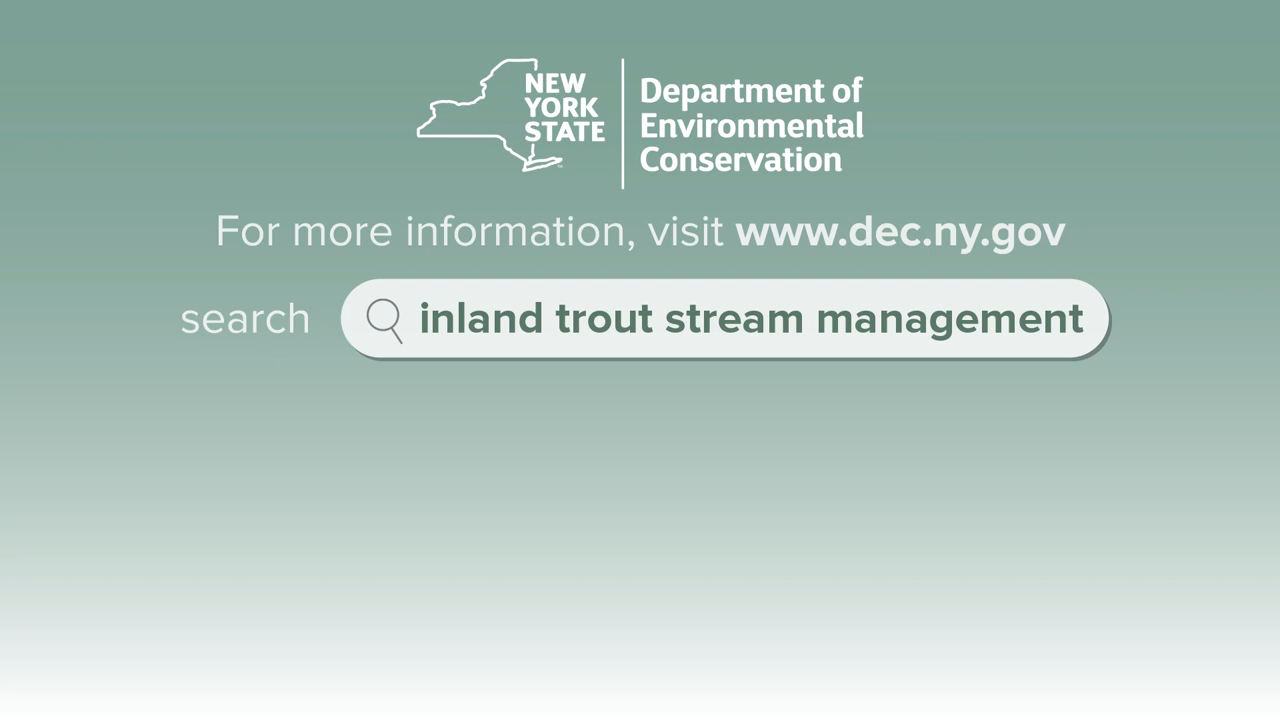 NEW
YORK
STATE
Department of
Environmental
Conservation
For more information, visit www.dec.ny.gov
search inland trout stream management